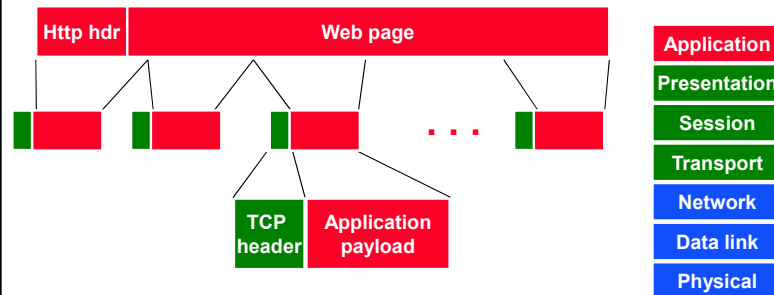 Http hdr
Web page
. . .
TCP
header
Application
payload
Application
Presentation
Session
Transport
Network
Data link
Physical